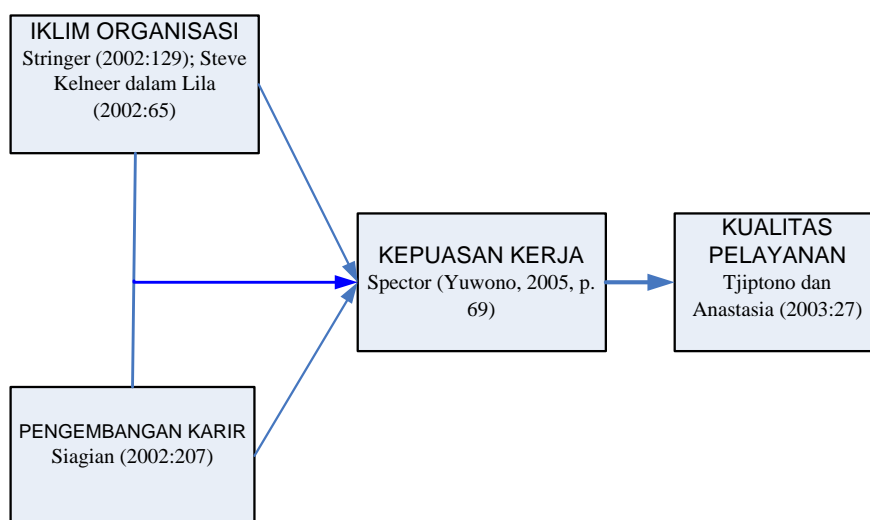 IKLIM ORGANISASI
Stringer (2002:129); Steve
Kelneer dalam Lila
(2002:65)
KEPUASAN KERJA
Spector (Yuwono, 2005, p.
69)
KUALITAS
PELAYANAN
Tjiptono dan
Anastasia (2003:27)
PENGEMBANGAN KARIR
Siagian (2002:207)